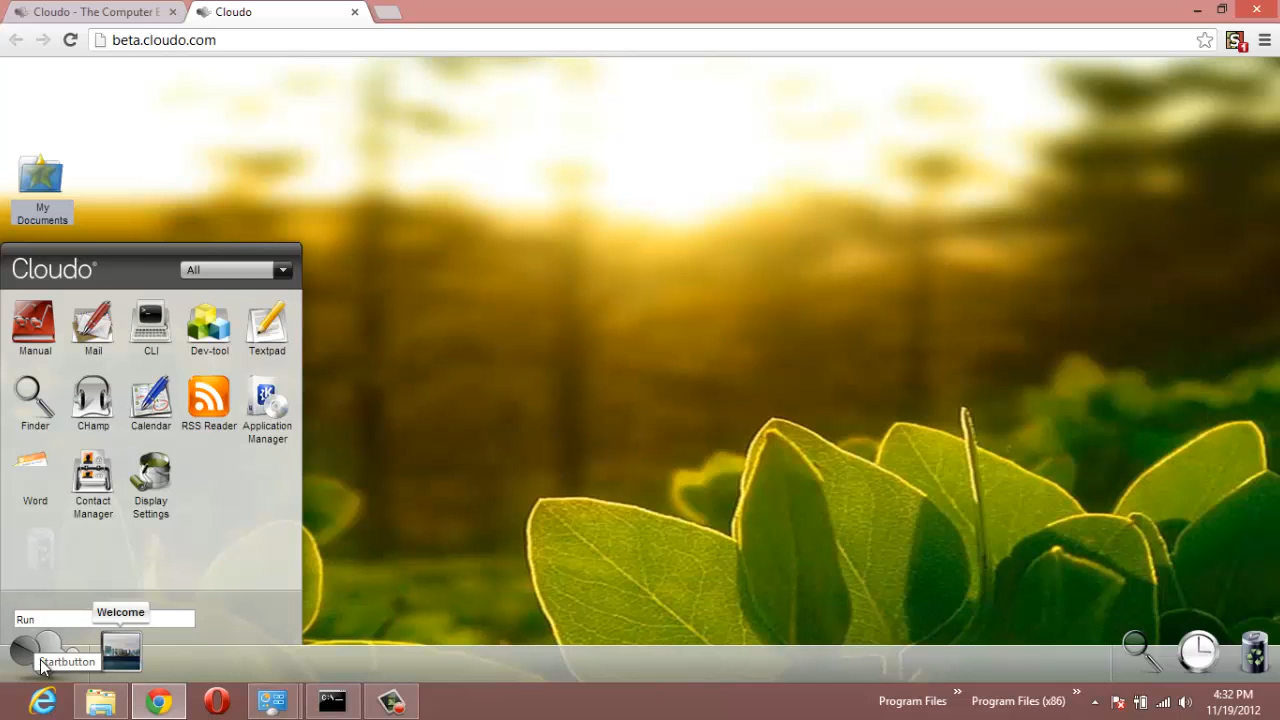 Cloudo - The Computer E
Cloudo
beta.cloudo.com
My
Documents
Cloudo®
All
Manual
Mail
CLI
Dev-tool
Textpad
Finder
CHamp
Calendar
RSS Reader
Application
Manager
Word
Contact
Manager
Display
Settings
Run
Welcome
Startbutton
Program Files
»
Program Files (x86)
»
4:32 PM
11/19/2012